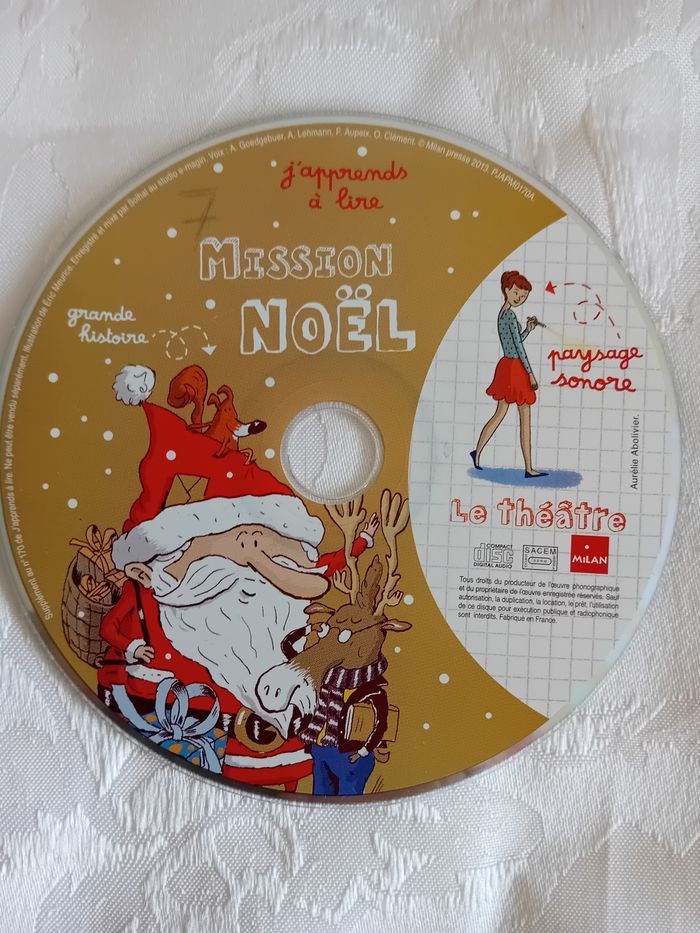 Supplément au n°170 de J'apprends à lire. Ne peut être vendu séparément. Illustration de Éric Meurice. Enregistré et mixé par Solhal au studio e-magin. Voix : A. Goedgebuer, A. Lehmann, F. Aupeix, O. Clément. © Milan presse 2013. PJAPM0170A.
j'apprends
à lire
7
MISSION
NOËL
grande
histoire
paysage
sonore
Aurélie Abolivier.
Le théâtre
COMPACT
disc
DIGITAL AUDIO
SACEM
MiLAN
Tous droits du producteur de l'œuvre phonographique
et du propriétaire de l'œuvre enregistrée réservés. Sauf
autorisation, la duplication, la location, le prêt, l'utilisation
de ce disque pour exécution publique et radiophonique
sont interdits. Fabriqué en France.